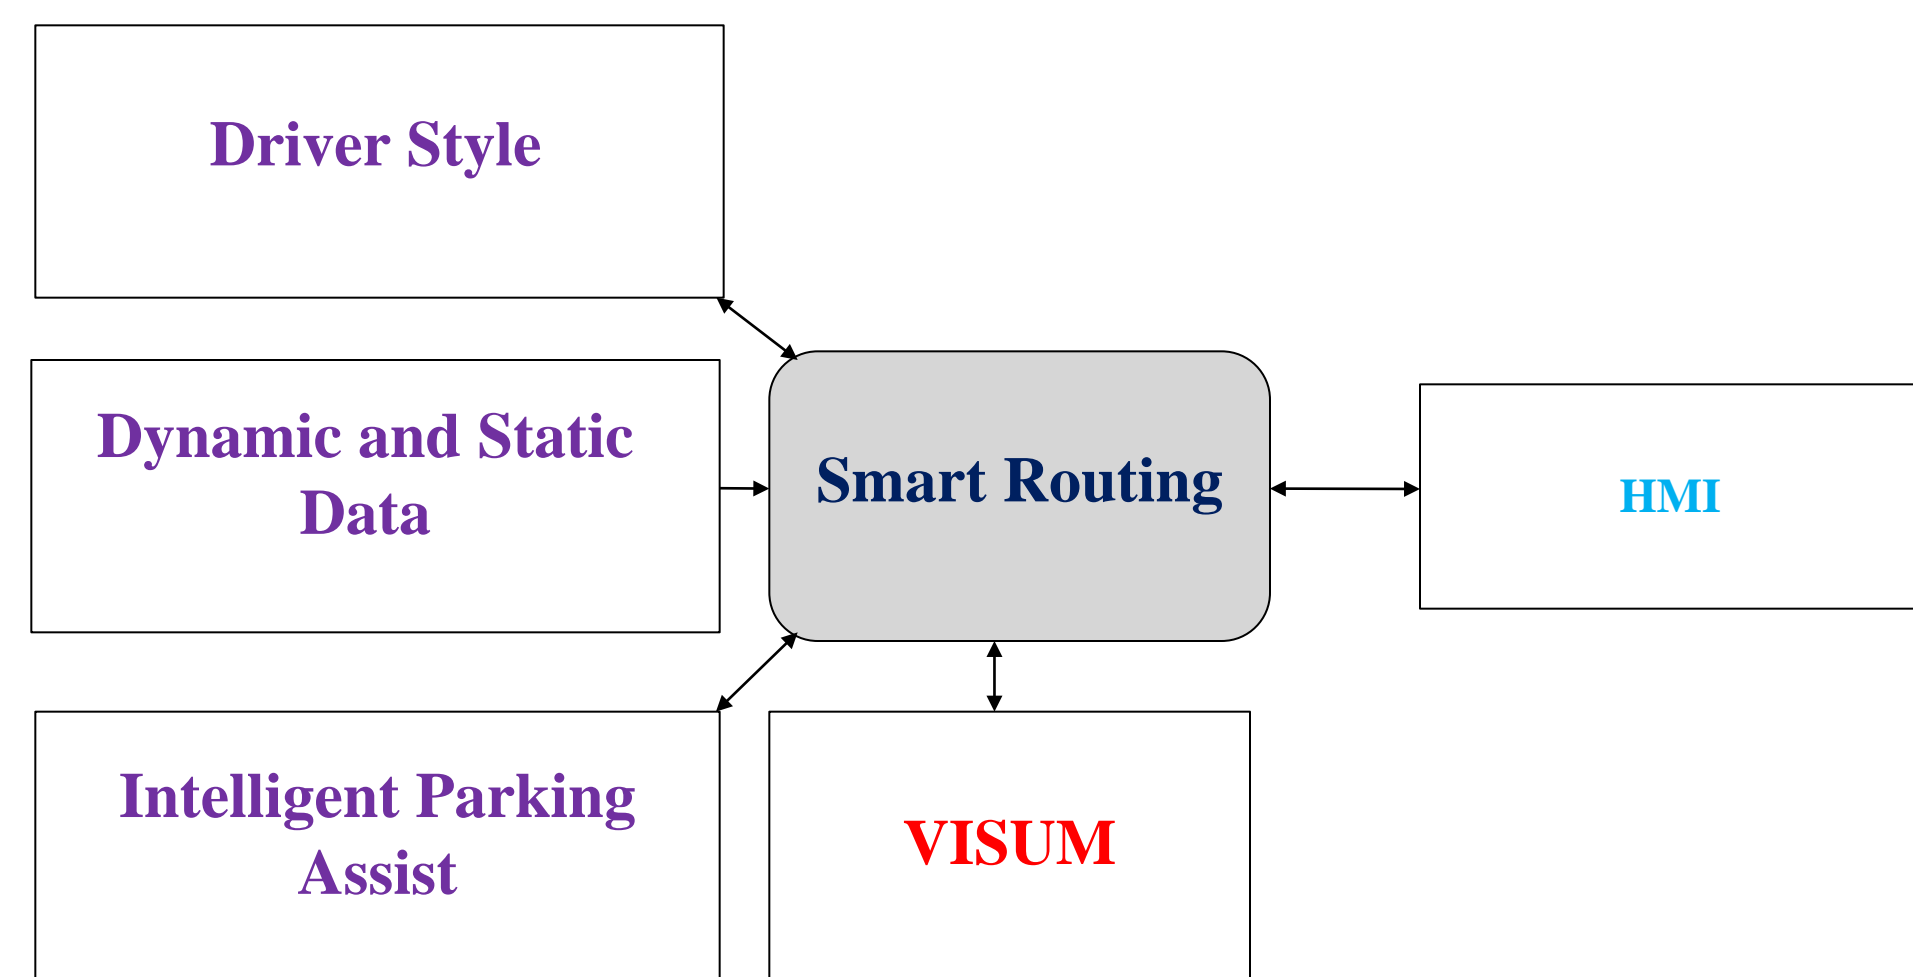 Driver Style
Dynamic and Static
Data
Smart Routing
HMI
Intelligent Parking
Assist
VISUM